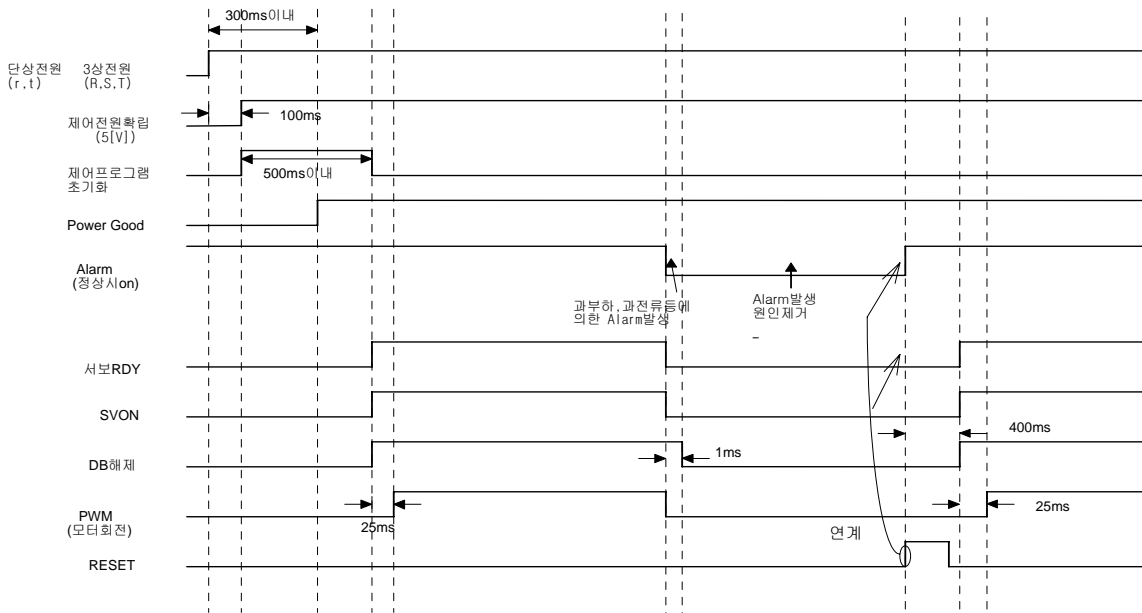 300ms이내
단상전원 3상전원
(r,t) (R,S,T)
제어전원확립
(5[V])
100ms
제어프로그램
초기화
500ms이내
Power Good
Alarm
(정상시on)
과부하,과전류등에
의한 Alarm발생
Alarm발생
원인제거
서보RDY
SVON
400ms
DB해제
1ms
PWM
(모터회전)
25ms
25ms
연계
RESET